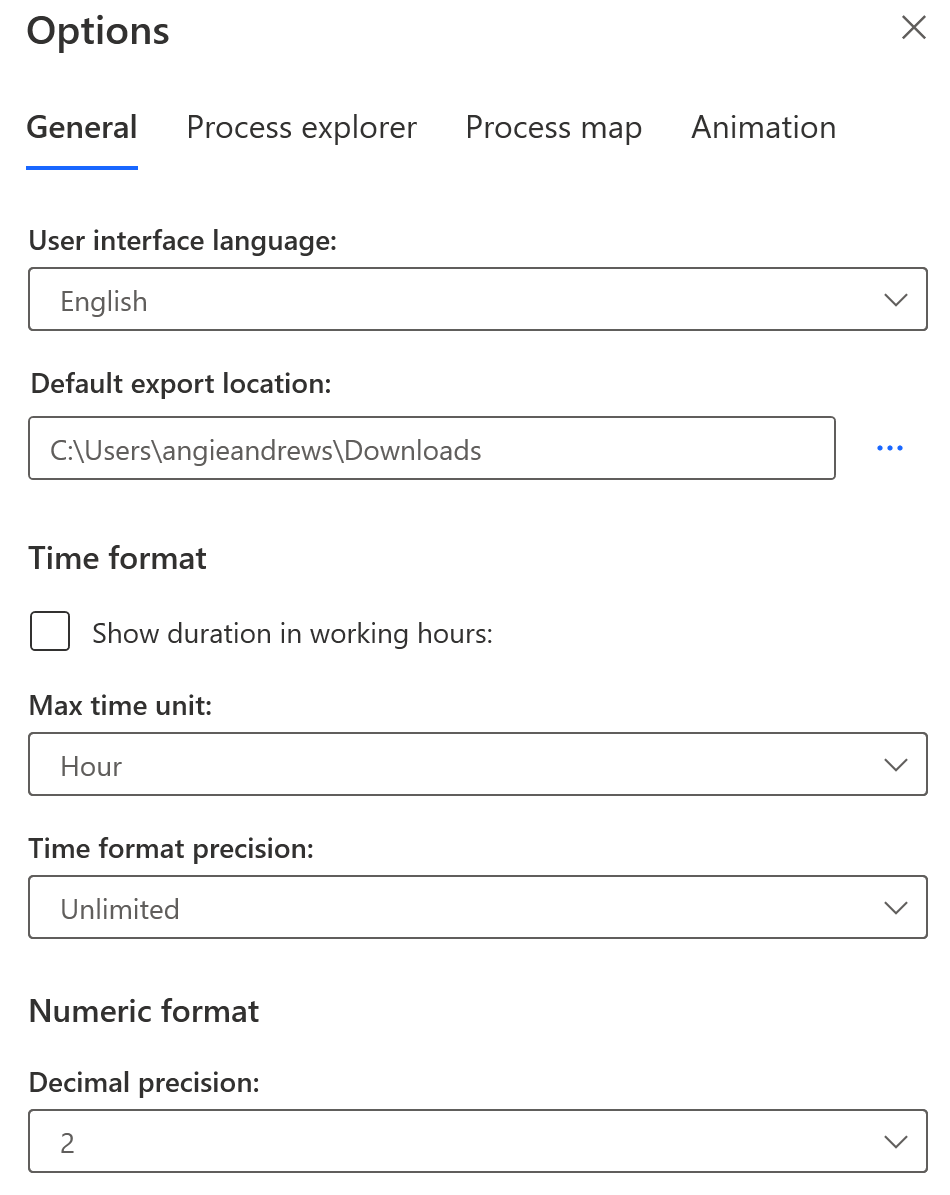 Options
General Process explorer Process map Animation
User interface language:
English
Default export location:
C:\Users\angieandrews\Downloads
Time format
Show duration in working hours:
Max time unit:
Hour
Time format precision:
Unlimited
Numeric format
Decimal precision:
2